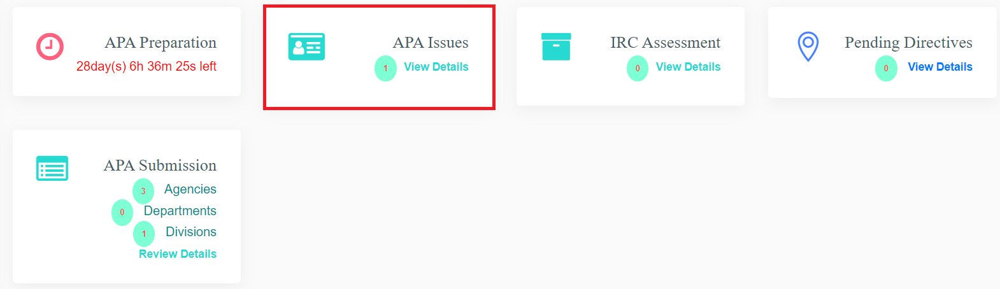 APA Preparation
28day(s) 6h 36m 25s left
APA Issues
1 View Details
IRC Assessment
0 View Details
Pending Directives
0 View Details
APA Submission
3 Agencies
0 Departments
1 Divisions
Review Details